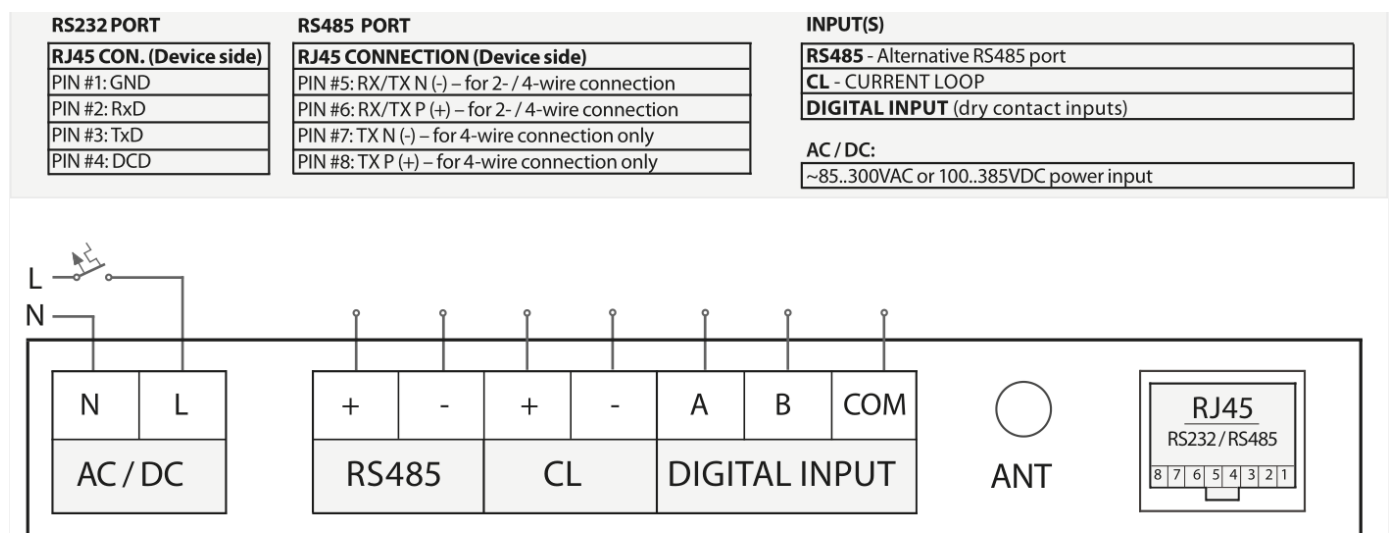 RS232 PORT
RJ45 CON. (Device side)
PIN #1: GND
PIN #2: RxD
PIN #3: TxD
PIN #4: DCD
RS485 PORT
RJ45 CONNECTION (Device side)
PIN #5: RX/TX N (-) – for 2- / 4-wire connection
PIN #6: RX/TX P (+) – for 2- / 4-wire connection
PIN #7: TX N (-) – for 4-wire connection only
PIN #8: TX P (+) – for 4-wire connection only
INPUT(S)
RS485 - Alternative RS485 port
CL - CURRENT LOOP
DIGITAL INPUT (dry contact inputs)
AC / DC:
~85..300VAC or 100..385VDC power input
L
N
N L + - + - A B COM
AC / DC RS485 CL DIGITAL INPUT
ANT
RJ45
RS232 / RS485
8 7 6 5 4 3 2 1